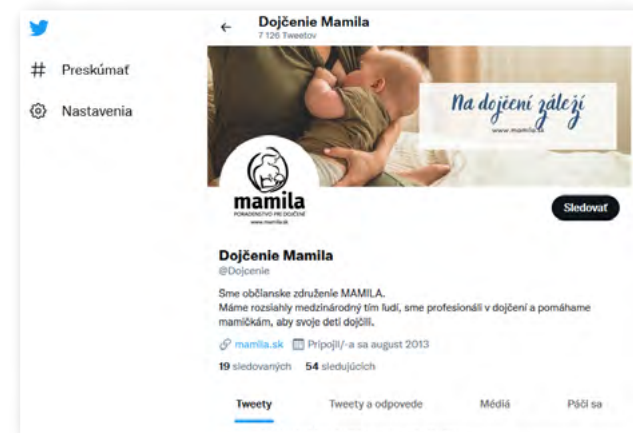 Dojčenie Mamila
7 126 Tweetov
Preskúmať
Nastavenia
Na dojčení záleží
www.mamila.sk
mamila
PORADENSTVO PRE DOJČENIE
www.mamila.sk
Sledovať
Dojčenie Mamila
@Dojcenie
Sme občianske združenie MAMILA.
Máme rozsiahly medzinárodný tím ľudí, sme profesionáli v dojčení a pomáhame
mamičkám, aby svoje deti dojčili.
mamila.sk Pripojil/-a sa august 2013
19 sledovaných 54 sledujúcich
Tweety Tweety a odpovede Médiá Páči sa